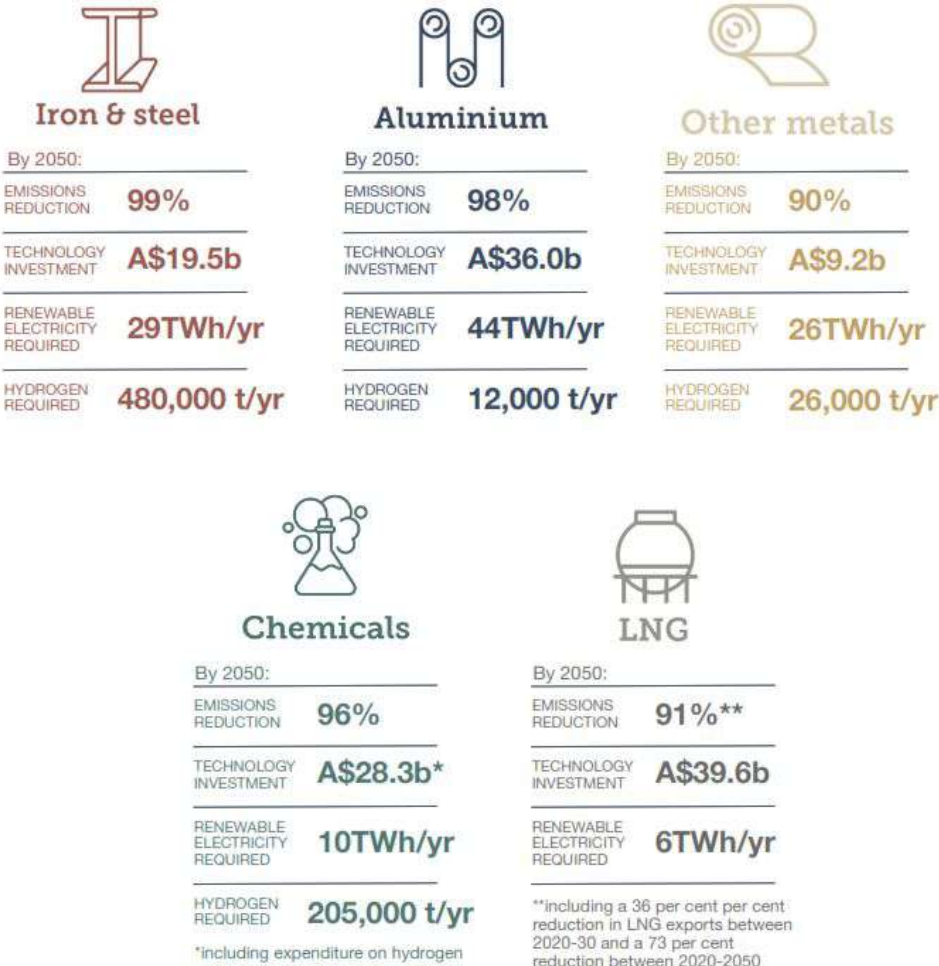 Iron & steel
By 2050:
EMISSIONS
REDUCTION
99%
TECHNOLOGY
INVESTMENT
A$19.5b
RENEWABLE
ELECTRICITY
REQUIRED
29TWh/yr
HYDROGEN
REQUIRED
480,000 t/yr
Aluminium
By 2050:
EMISSIONS
REDUCTION
98%
TECHNOLOGY
INVESTMENT
A$36.0b
RENEWABLE
ELECTRICITY
REQUIRED
44TWh/yr
HYDROGEN
REQUIRED
12,000 t/yr
Other metals
By 2050:
EMISSIONS
REDUCTION
90%
TECHNOLOGY
INVESTMENT
A$9.2b
RENEWABLE
ELECTRICITY
REQUIRED
26TWh/yr
HYDROGEN
REQUIRED
26,000 t/yr
Chemicals
By 2050:
EMISSIONS
REDUCTION
96%
TECHNOLOGY
INVESTMENT
A$28.3b*
RENEWABLE
ELECTRICITY
REQUIRED
10TWh/yr
HYDROGEN
REQUIRED
205,000 t/yr
*including expenditure on hydrogen
LNG
By 2050:
EMISSIONS
REDUCTION
91%**
TECHNOLOGY
INVESTMENT
A$39.6b
RENEWABLE
ELECTRICITY
REQUIRED
6TWh/yr
**including a 36 per cent per cent
reduction in LNG exports between
2020-30 and a 73 per cent
reduction between 2020-2050